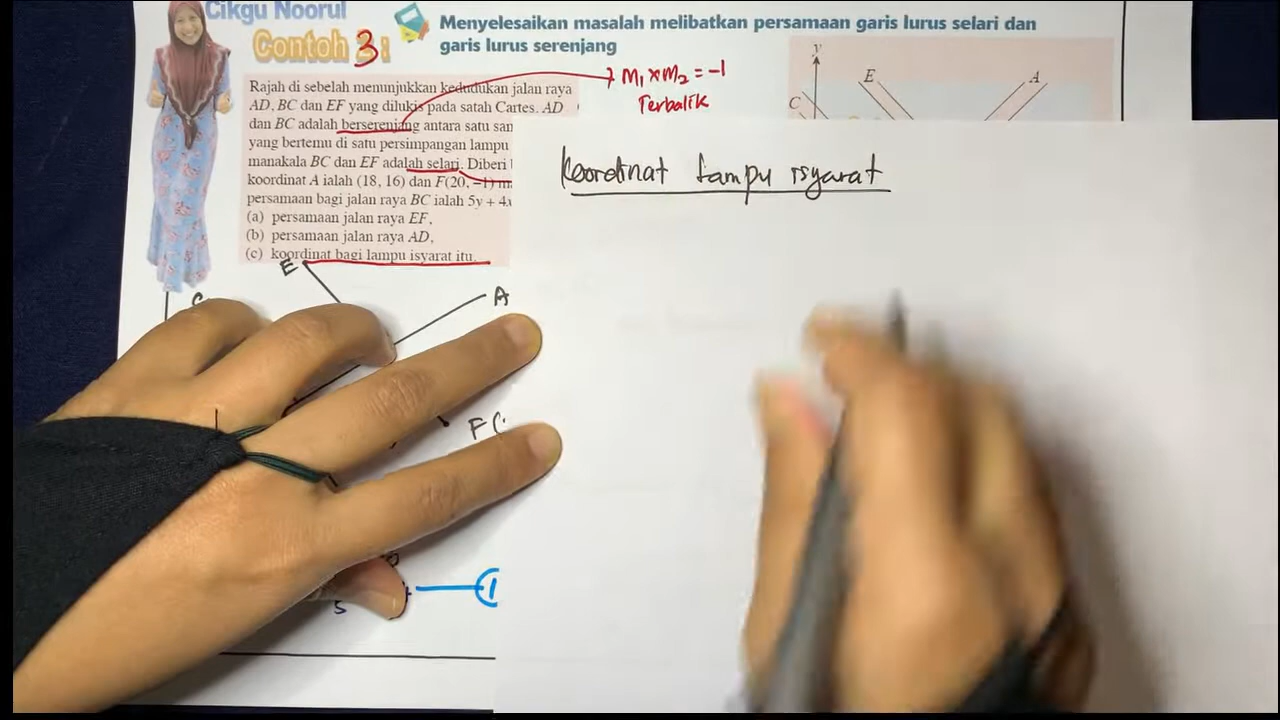 Cikgu Noorul
Contoh 3:
Menyelesaikan masalah melibatkan persamaan garis lurus selari dan
garis lurus serenjang
Rajah di sebelah menunjukkan kedudukan jalan raya
AD, BC dan EF yang dilukis pada satah Cartes. AD
dan BC adalah berserenjang antara satu sam
yang bertemu di satu persimpangan lampu
manakala BC dan EF adalah selari. Diberi
koordinat A ialah (18, 16) dan F(20, −1)
persamaan bagi jalan raya BC ialah 5y + 4x
(a) persamaan jalan raya EF,
(b) persamaan jalan raya AD,
(c) koordinat bagi lampu isyarat itu.
m₁ × m₂ = −1
Terbalik
y
E
A
C
Koordinat lampu isyarat
E
A
F(
5
1